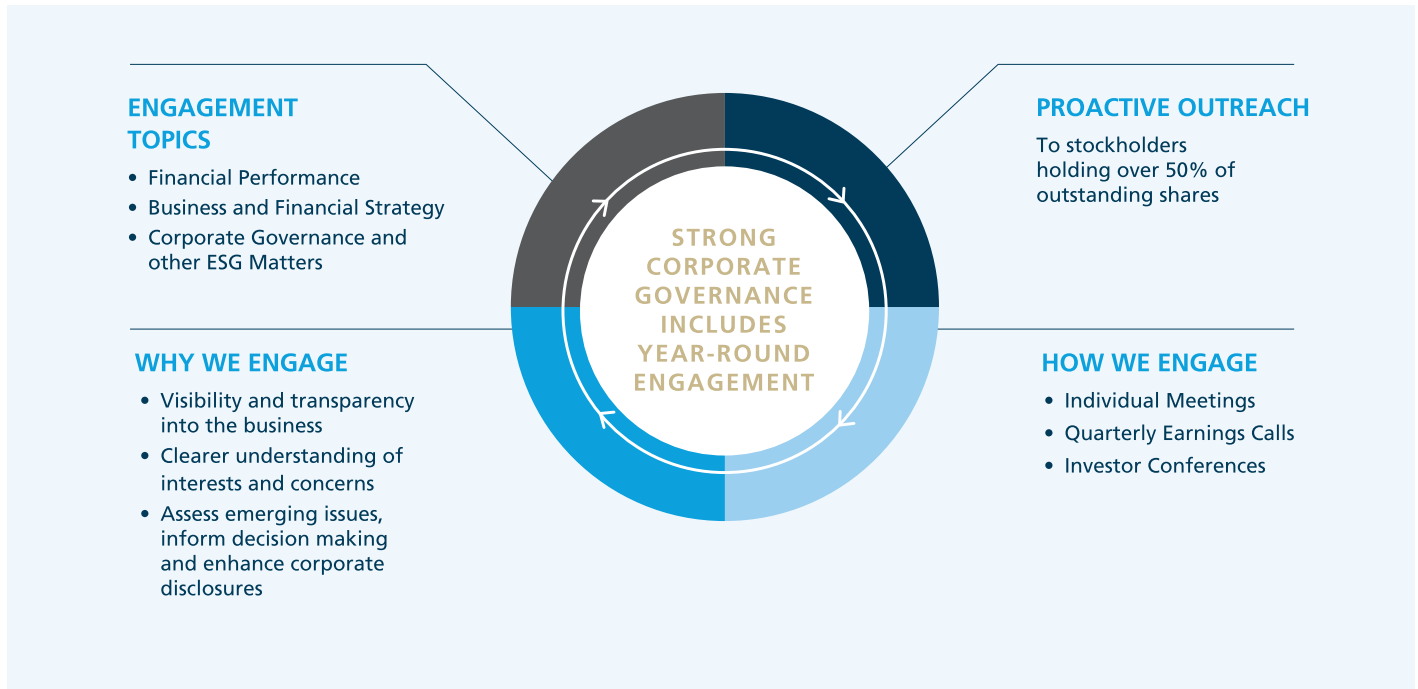 ENGAGEMENT
TOPICS
• Financial Performance
• Business and Financial Strategy
• Corporate Governance and
other ESG Matters
PROACTIVE OUTREACH
To stockholders
holding over 50% of
outstanding shares
STRONG
CORPORATE
GOVERNANCE
INCLUDES
YEAR-ROUND
ENGAGEMENT
WHY WE ENGAGE
• Visibility and transparency
into the business
• Clearer understanding of
interests and concerns
• Assess emerging issues,
inform decision making
and enhance corporate
disclosures
HOW WE ENGAGE
• Individual Meetings
• Quarterly Earnings Calls
• Investor Conferences